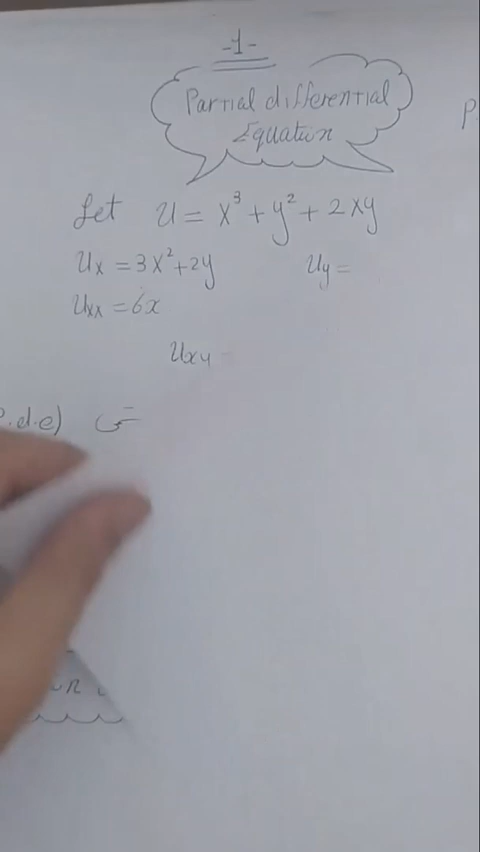 -1-
Partial differential
Equation
P.
Let u = x³ + y² + 2xy
Ux = 3x² + 2y Uy =
Uxx = 6x
Uxy =
.d.e)